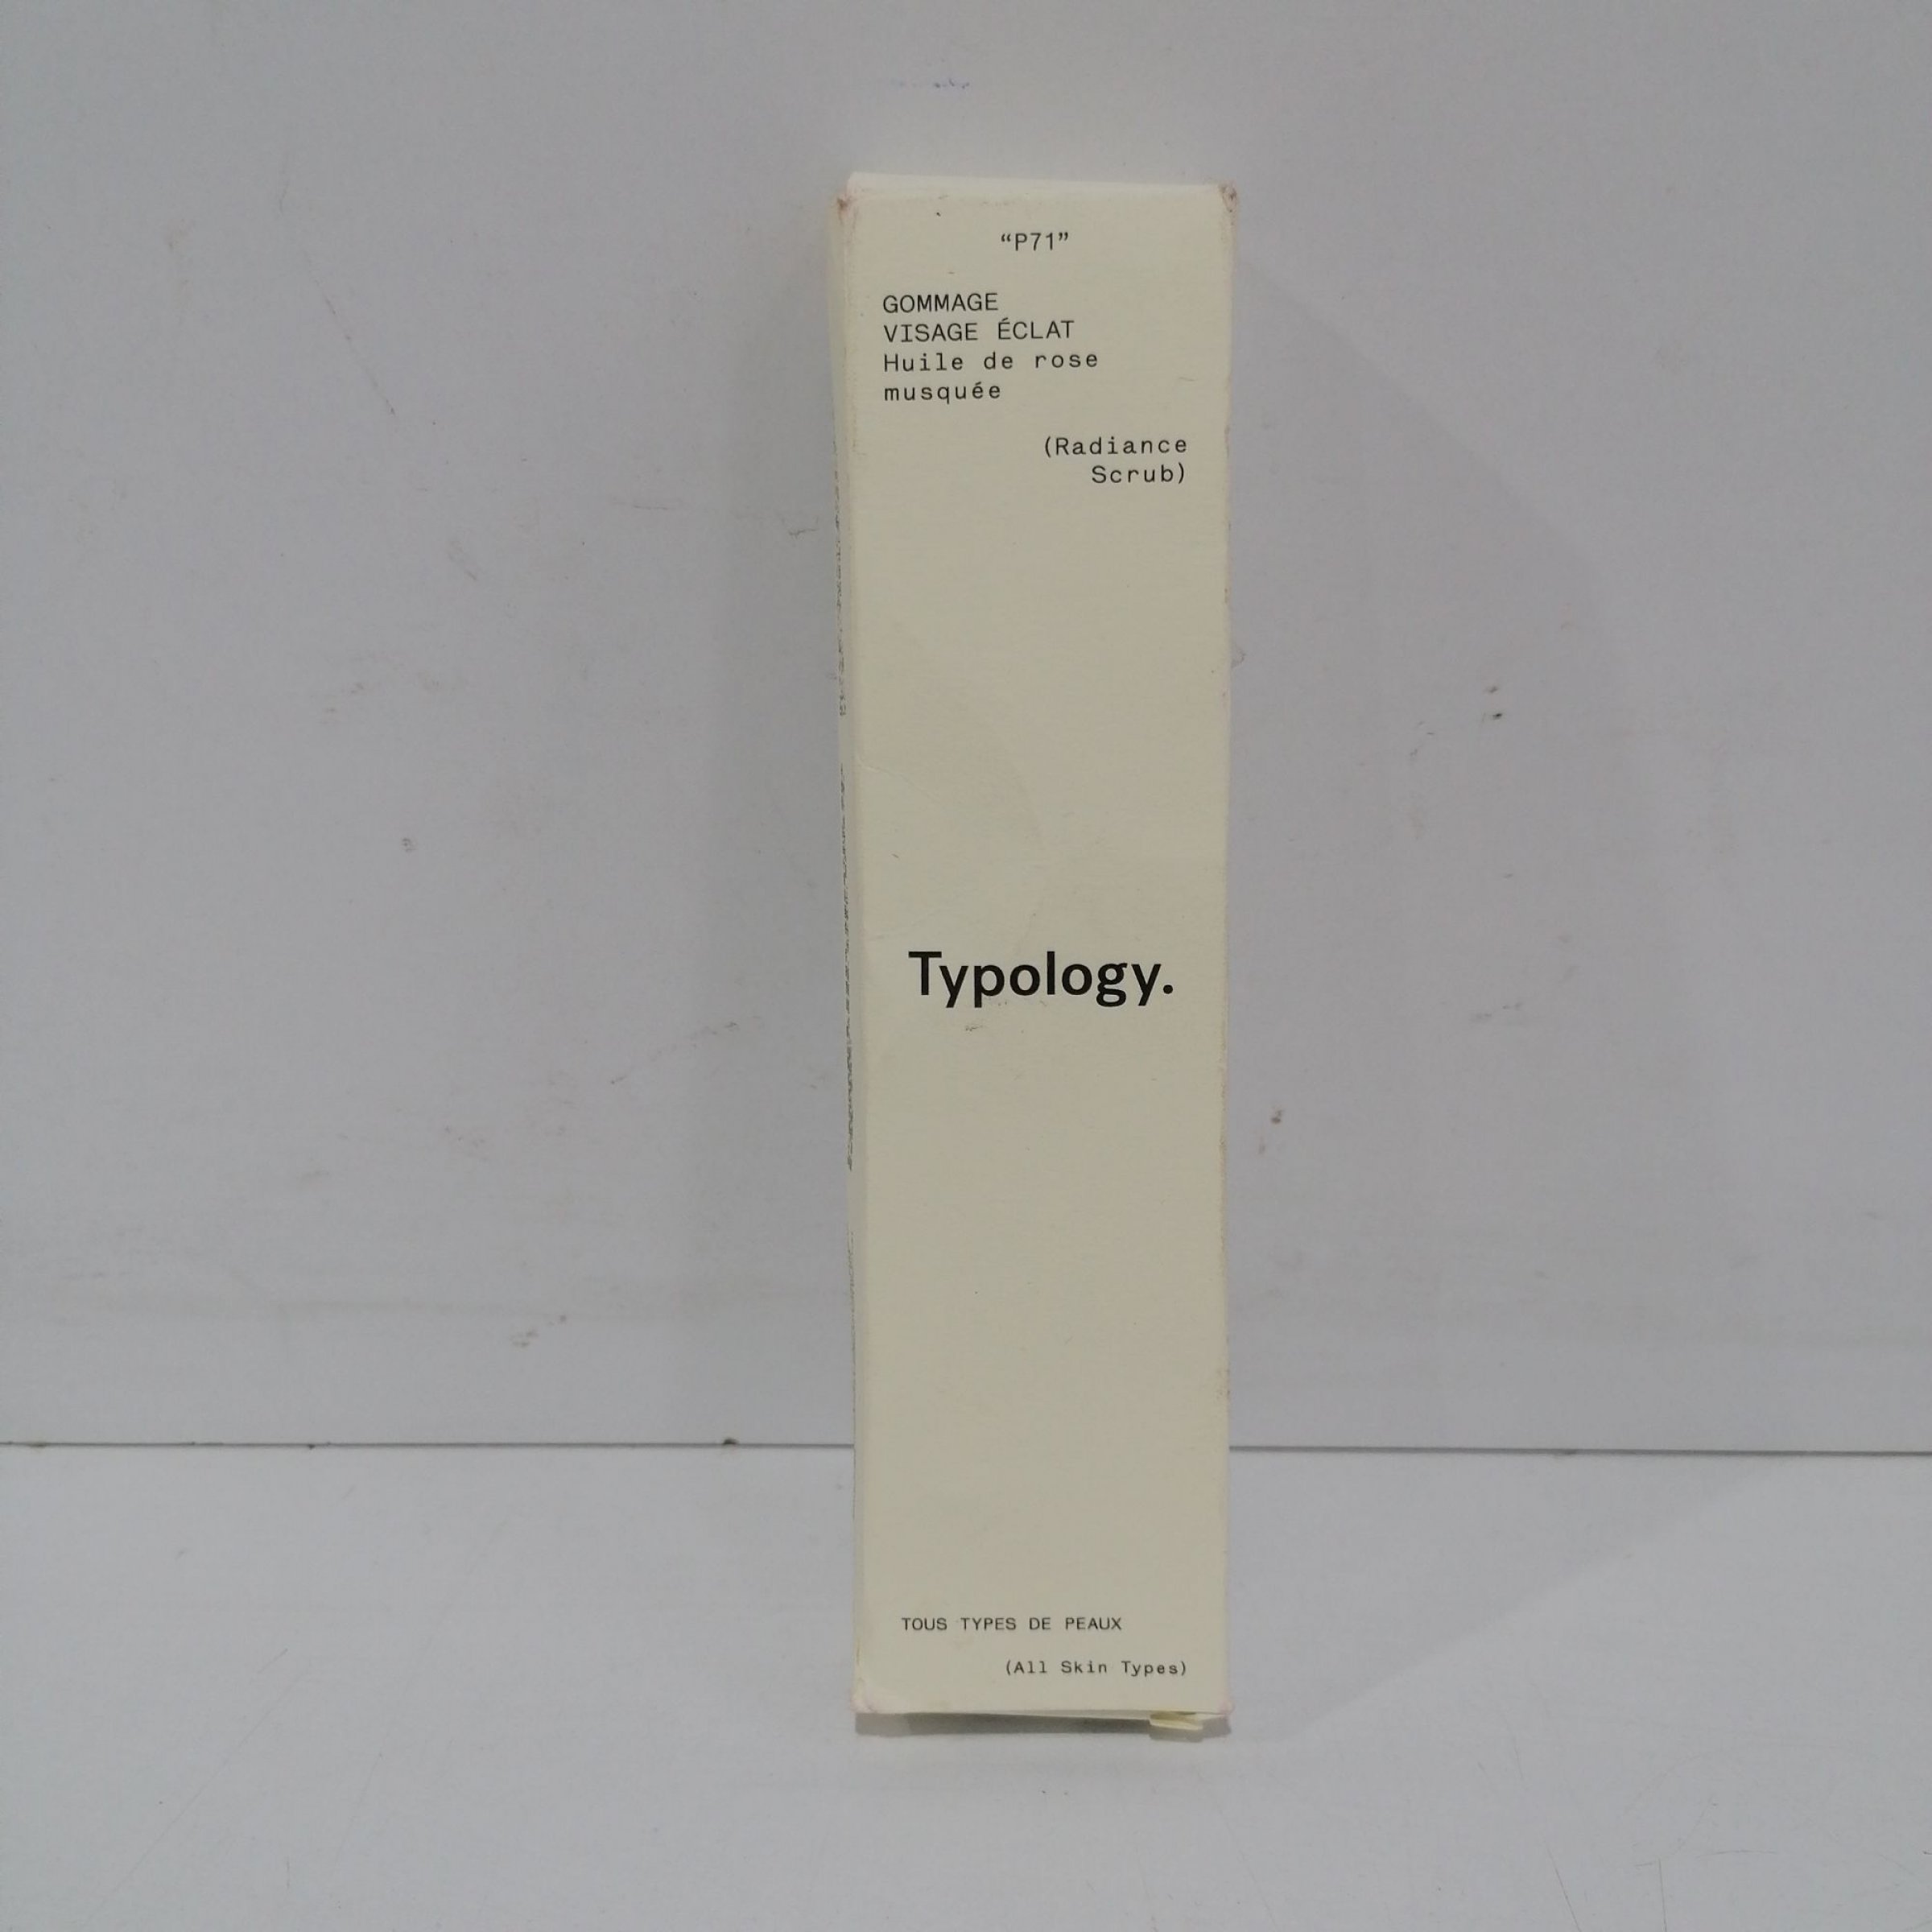 “P71”
GOMMAGE
VISAGE ÉCLAT
Huile de rose
musquée
(Radiance
Scrub)
Typology.
TOUS TYPES DE PEAUX
(All Skin Types)